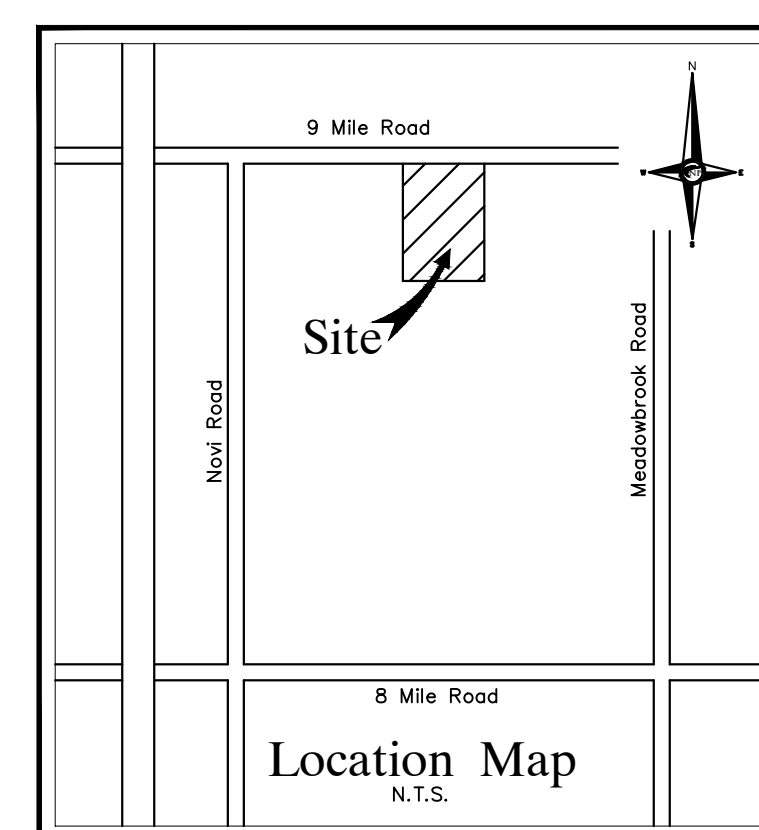 N
9 Mile Road
W
E
S
Site
Meadowbrook Road
Novi Road
8 Mile Road
Location Map
N.T.S.